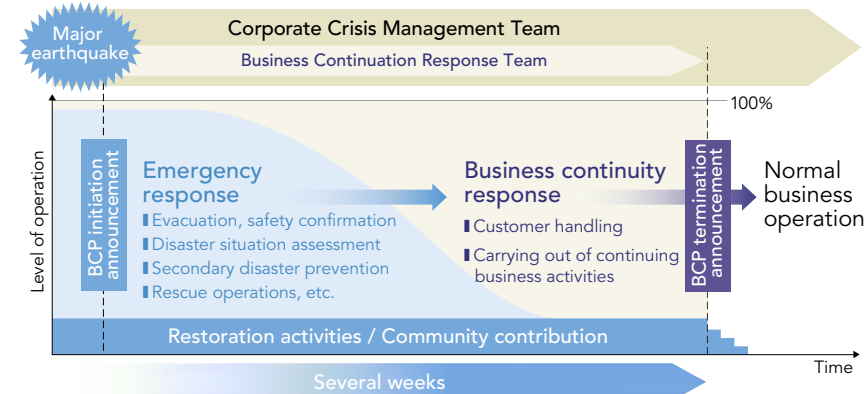 Major
earthquake
Corporate Crisis Management Team
Business Continuation Response Team
100%
Level of operation
BCP initiation
announcement
Emergency
response
Evacuation, safety confirmation
Disaster situation assessment
Secondary disaster prevention
Rescue operations, etc.
Business continuity
response
Customer handling
Carrying out of continuing
business activities
BCP termination
announcement
Normal
business
operation
Restoration activities / Community contribution
Time
Several weeks